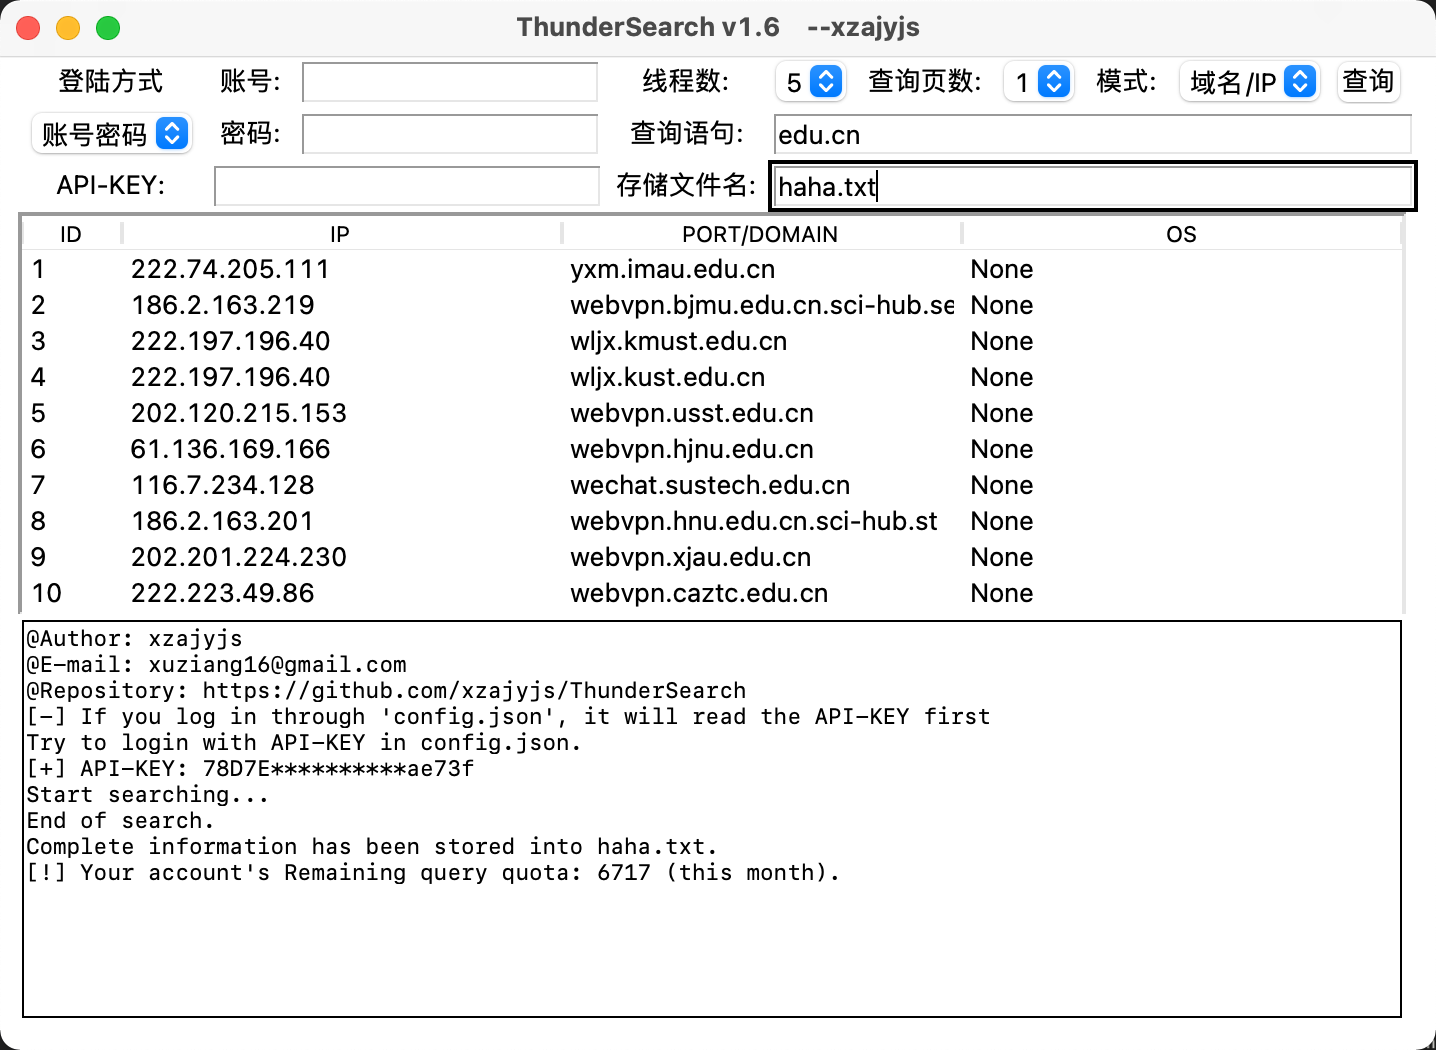 ThunderSearch v1.6 --xzajyjs
登陆方式 账号: 线程数: 5 查询页数: 1 模式: 域名/IP 查询
账号密码 密码: 查询语句: edu.cn
API-KEY: 存储文件名: haha.txt
ID IP PORT/DOMAIN OS
1 222.74.205.111 yxm.imau.edu.cn None
2 186.2.163.219 webvpn.bjmu.edu.cn.sci-hub.se None
3 222.197.196.40 wljx.kmust.edu.cn None
4 222.197.196.40 wljx.kust.edu.cn None
5 202.120.215.153 webvpn.usst.edu.cn None
6 61.136.169.166 webvpn.hjnu.edu.cn None
7 116.7.234.128 wechat.sustech.edu.cn None
8 186.2.163.201 webvpn.hnu.edu.cn.sci-hub.st None
9 202.201.224.230 webvpn.xjau.edu.cn None
10 222.223.49.86 webvpn.caztc.edu.cn None
@Author: xzajyjs
@E-mail: xuziang16@gmail.com
@Repository: https://github.com/xzajyjs/ThunderSearch
[-] If you log in through 'config.json', it will read the API-KEY first
Try to login with API-KEY in config.json.
[+] API-KEY: 78D7E**********ae73f
Start searching...
End of search.
Complete information has been stored into haha.txt.
[!] Your account's Remaining query quota: 6717 (this month).